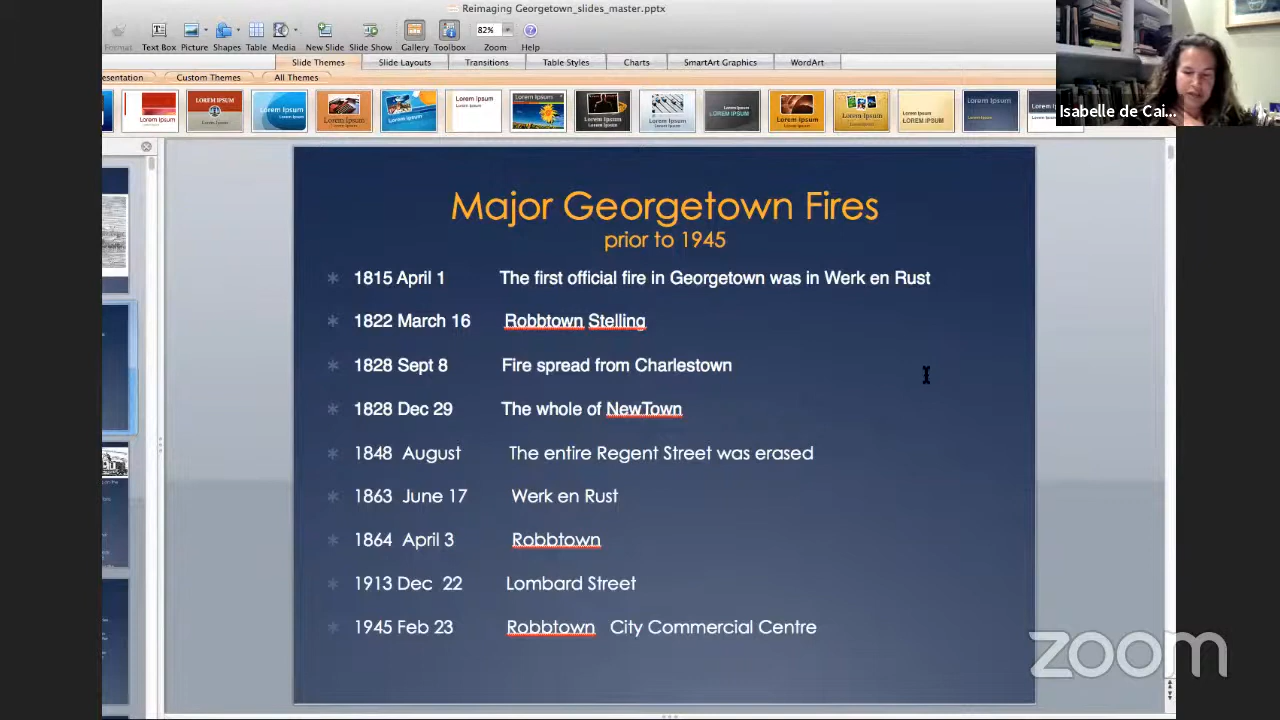 Reimaging Georgetown_slides_master.pptx
82%
Format Text Box Picture Shapes Table Media New Slide Slide Show Gallery Toolbox Zoom Help
Slide Themes Slide Layouts Transitions Table Styles Charts SmartArt Graphics WordArt
esentation Custom Themes All Themes
Isabelle de Cai...
Major Georgetown Fires
prior to 1945
1815 April 1 The first official fire in Georgetown was in Werk en Rust
1822 March 16 Robbtown Stelling
1828 Sept 8 Fire spread from Charlestown
1828 Dec 29 The whole of NewTown
1848 August The entire Regent Street was erased
1863 June 17 Werk en Rust
1864 April 3 Robbtown
1913 Dec 22 Lombard Street
1945 Feb 23 Robbtown City Commercial Centre
zoom